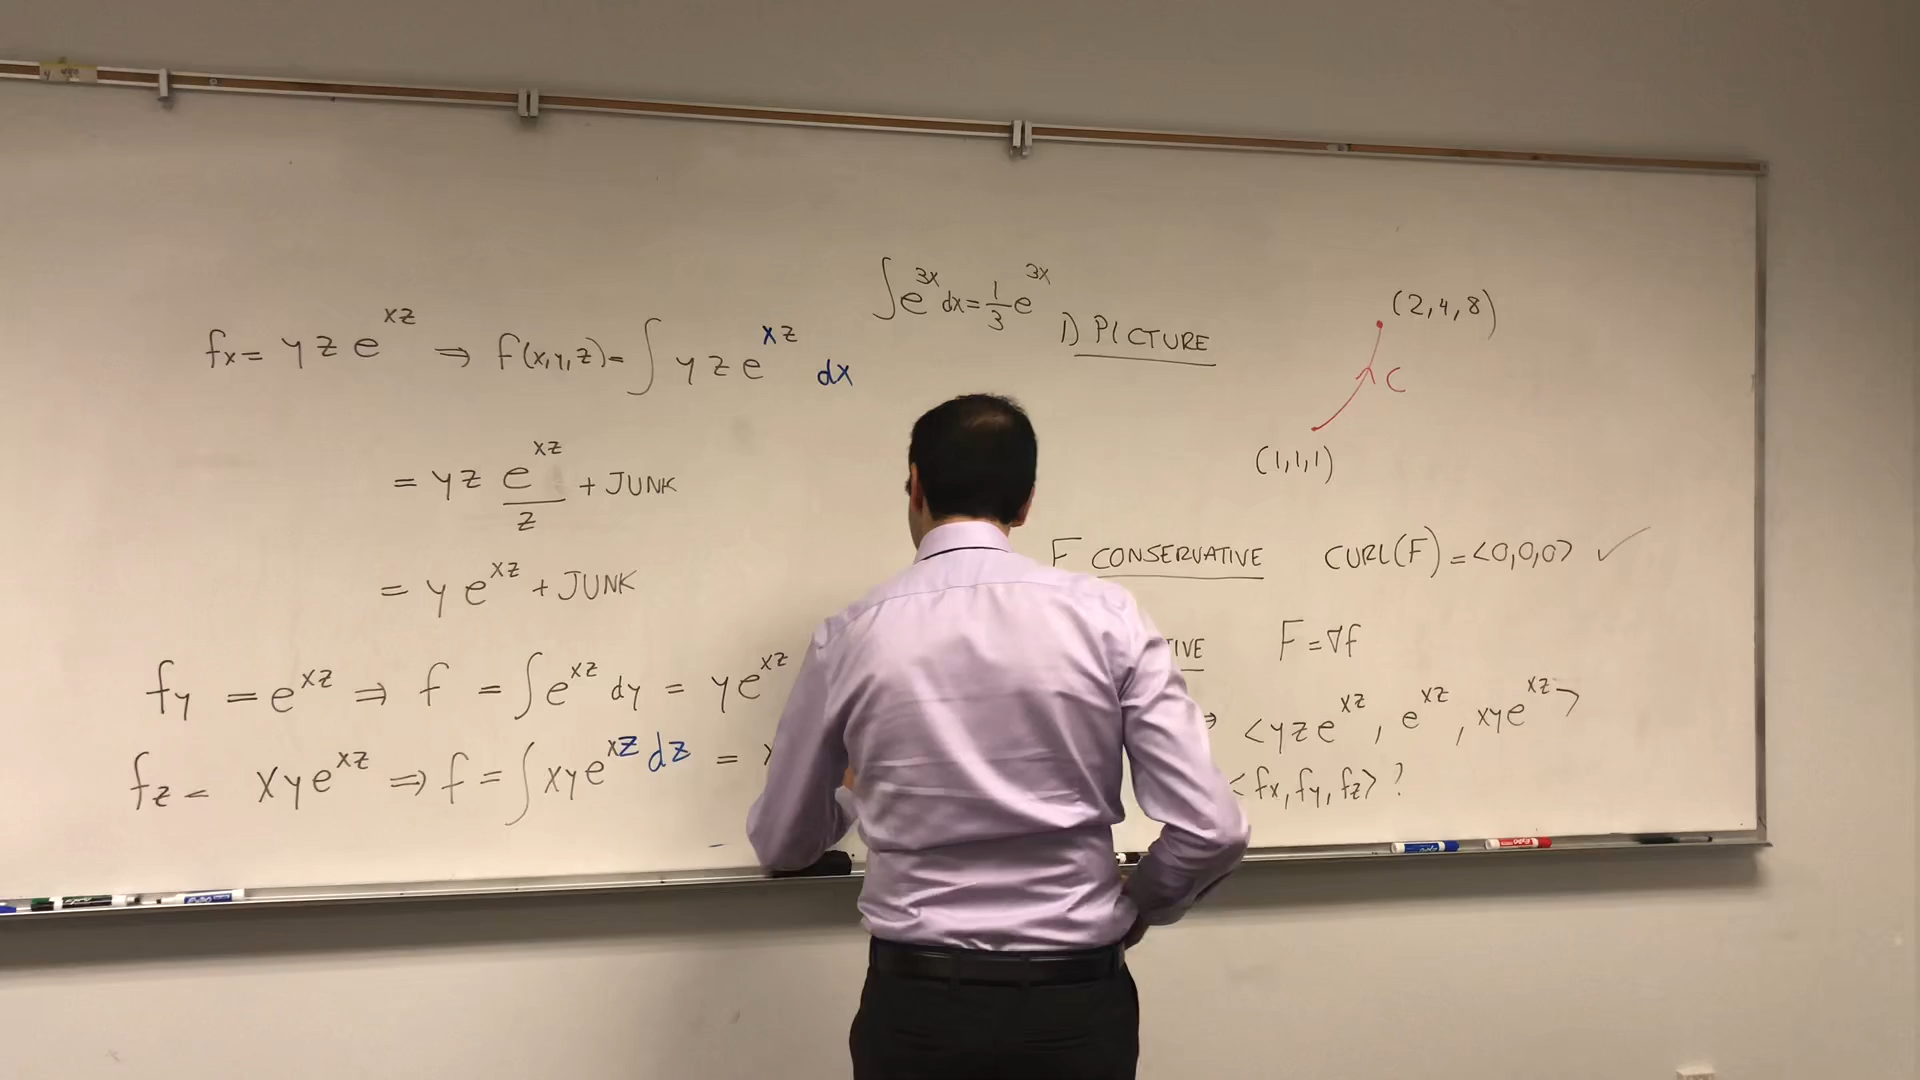 ∫e^{3x} dx = 1/3 e^{3x}
fx = yze^{xz} ⇒ f(x,y,z) = ∫ yze^{xz} dx
= yz e^{xz}/z + JUNK
= ye^{xz} + JUNK
fy = e^{xz} ⇒ f = ∫e^{xz} dy = ye^{xz}
fz = xye^{xz} ⇒ f = ∫xye^{xz} dz =
1) PICTURE
(2,4,8)
C
(1,1,1)
F CONSERVATIVE CURL(F) = <0,0,0> ✓
F = ∇f
⇒ <yze^{xz}, e^{xz}, xye^{xz}>
<fx, fy, fz> ?